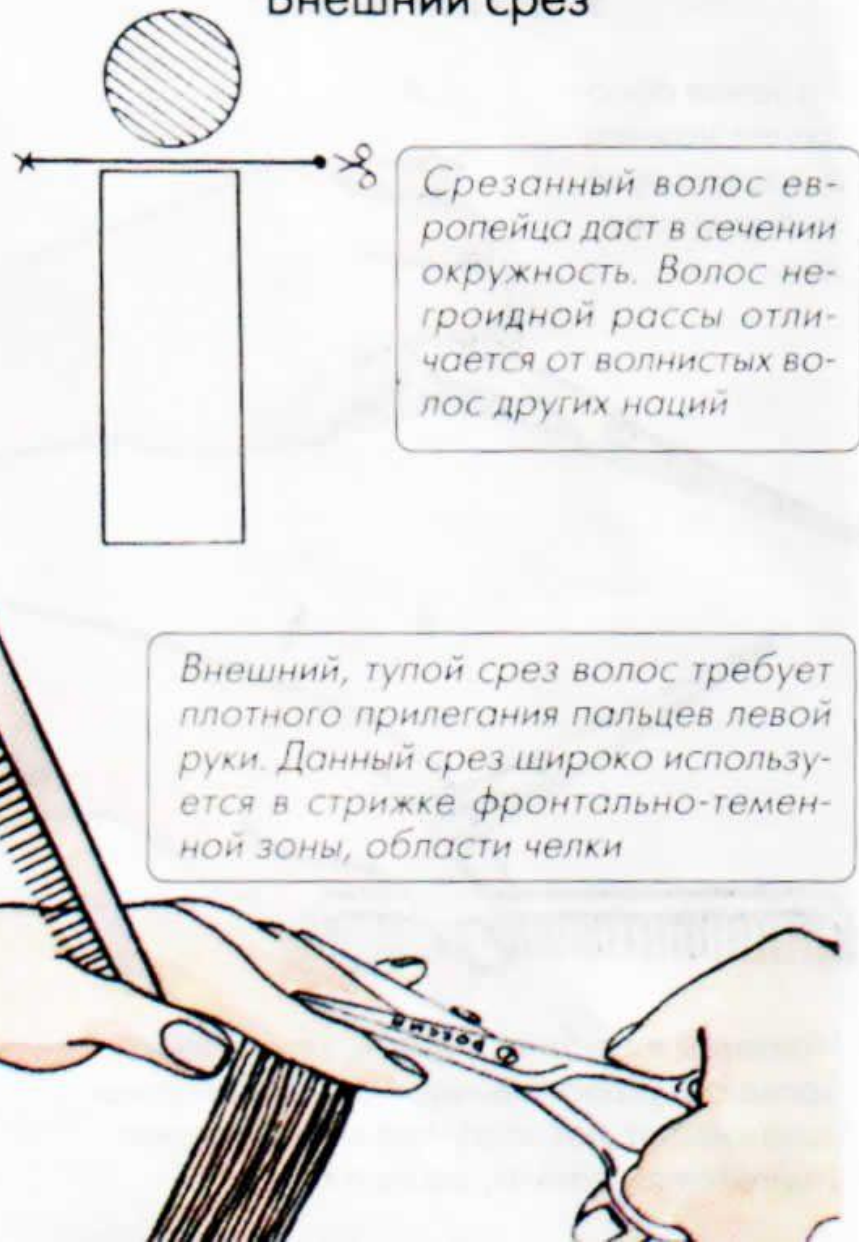 Внешний срез
Срезанный волос ев-
ропейца даст в сечении
окружность. Волос не-
гроидной рассы отли-
чается от волнистых во-
лос других наций
Внешний, тупой срез волос требует
плотного прилегания пальцев левой
руки. Данный срез широко использу-
ется в стрижке фронтально-темен-
ной зоны, области челки
РОССИЯ